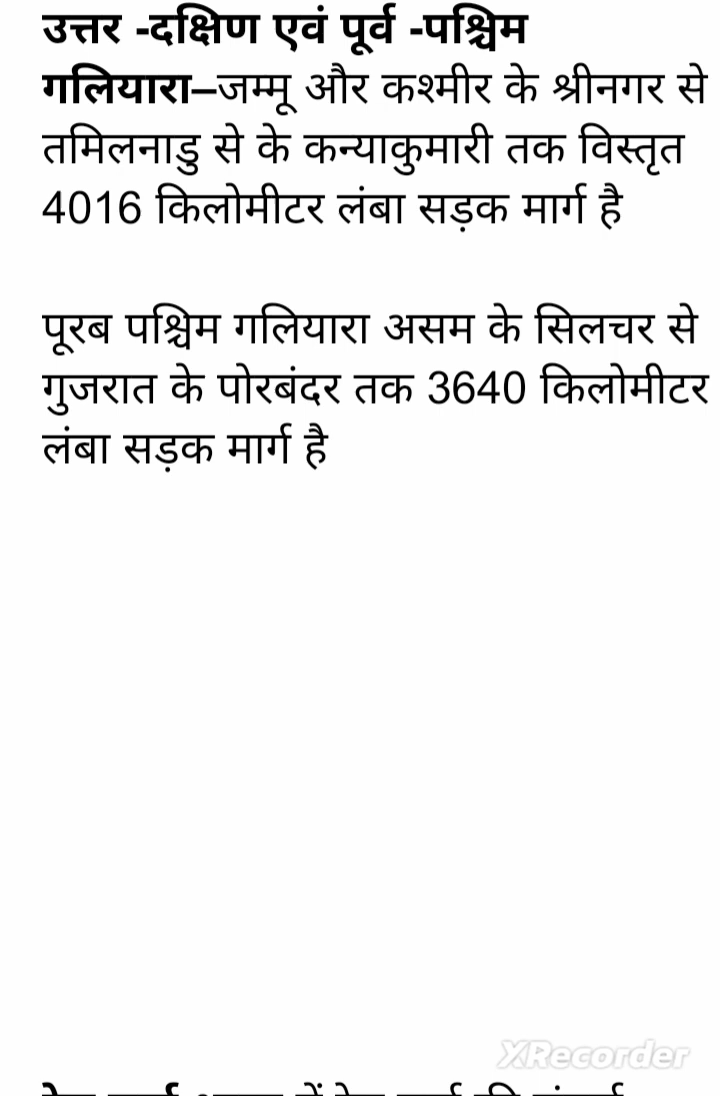 उत्तर -दक्षिण एवं पूर्व -पश्चिम
गलियारा–जम्मू और कश्मीर के श्रीनगर से
तमिलनाडु से के कन्याकुमारी तक विस्तृत
4016 किलोमीटर लंबा सड़क मार्ग है
पूरब पश्चिम गलियारा असम के सिलचर से
गुजरात के पोरबंदर तक 3640 किलोमीटर
लंबा सड़क मार्ग है
XRecorder